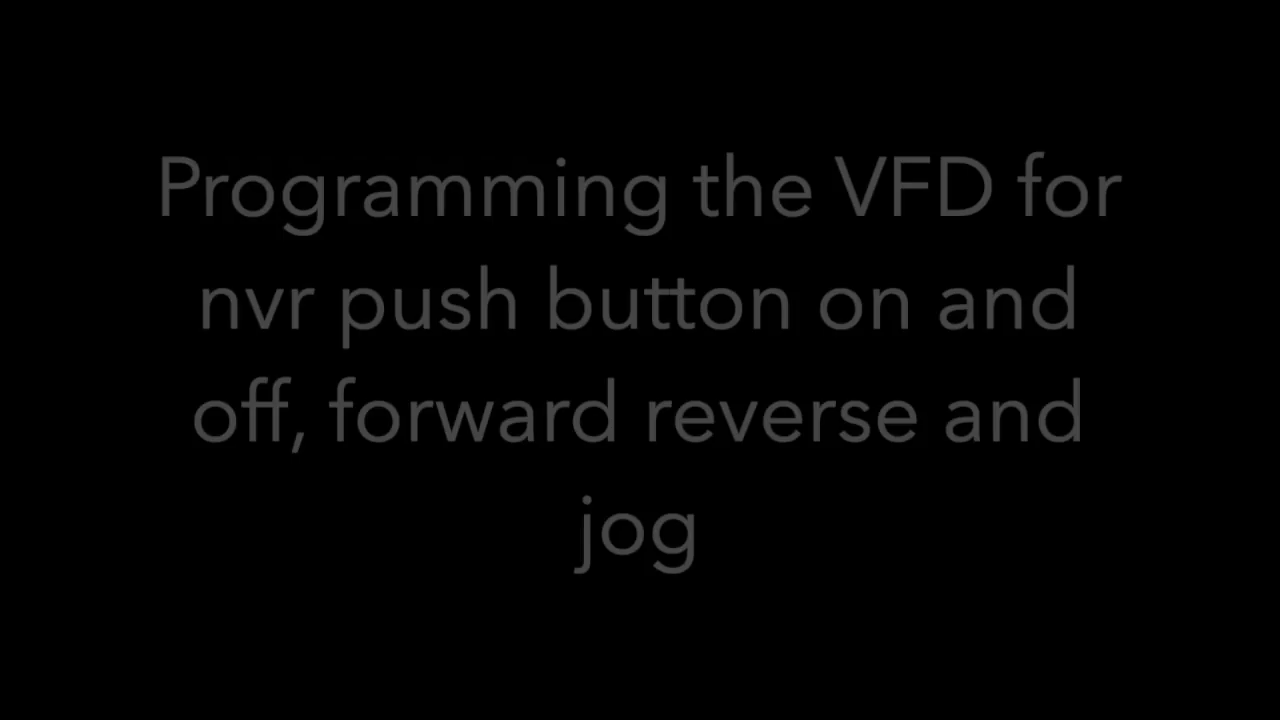 Programming the VFD for
nvr push button on and
off, forward reverse and
jog